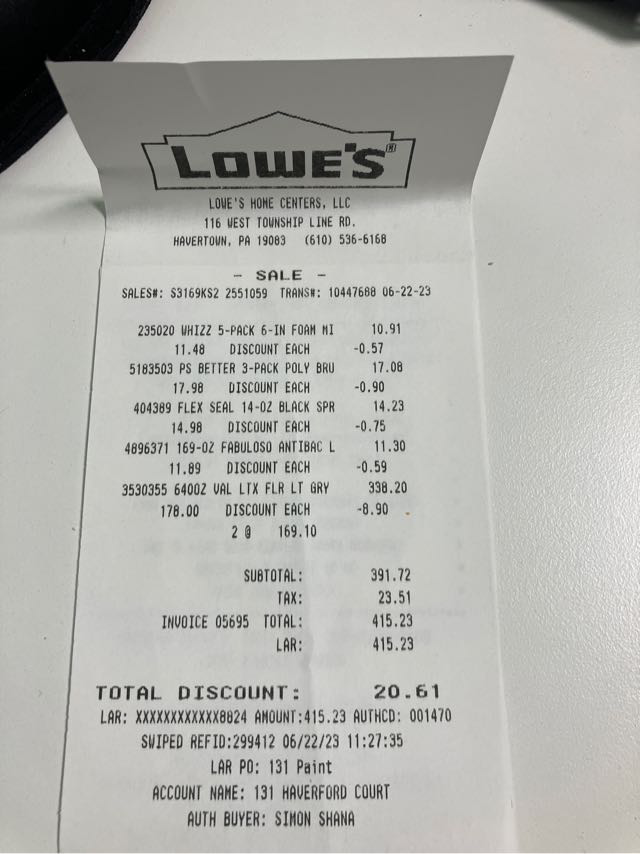 LOWE'S®
LOWE'S HOME CENTERS, LLC
116 WEST TOWNSHIP LINE RD.
HAVERTOWN, PA 19083 (610) 536-6168
- SALE -
SALES#: S3169KS2 2551059 TRANS#: 10447688 06-22-23
235020 WHIZZ 5-PACK 6-IN FOAM MI 10.91
11.48 DISCOUNT EACH -0.57
5183503 PS BETTER 3-PACK POLY BRU 17.08
17.98 DISCOUNT EACH -0.90
404389 FLEX SEAL 14-OZ BLACK SPR 14.23
14.98 DISCOUNT EACH -0.75
4896371 169-OZ FABULOSO ANTIBAC L 11.30
11.89 DISCOUNT EACH -0.59
3530355 640OZ VAL LTX FLR LT GRY 338.20
178.00 DISCOUNT EACH -8.90
2 @ 169.10
SUBTOTAL: 391.72
TAX: 23.51
INVOICE 05695 TOTAL: 415.23
LAR: 415.23
TOTAL DISCOUNT: 20.61
LAR: XXXXXXXXXXXX8824 AMOUNT:415.23 AUTHCD: 001470
SWIPED REFID:299412 06/22/23 11:27:35
LAR PO: 131 Paint
ACCOUNT NAME: 131 HAVERFORD COURT
AUTH BUYER: SIMON SHANA